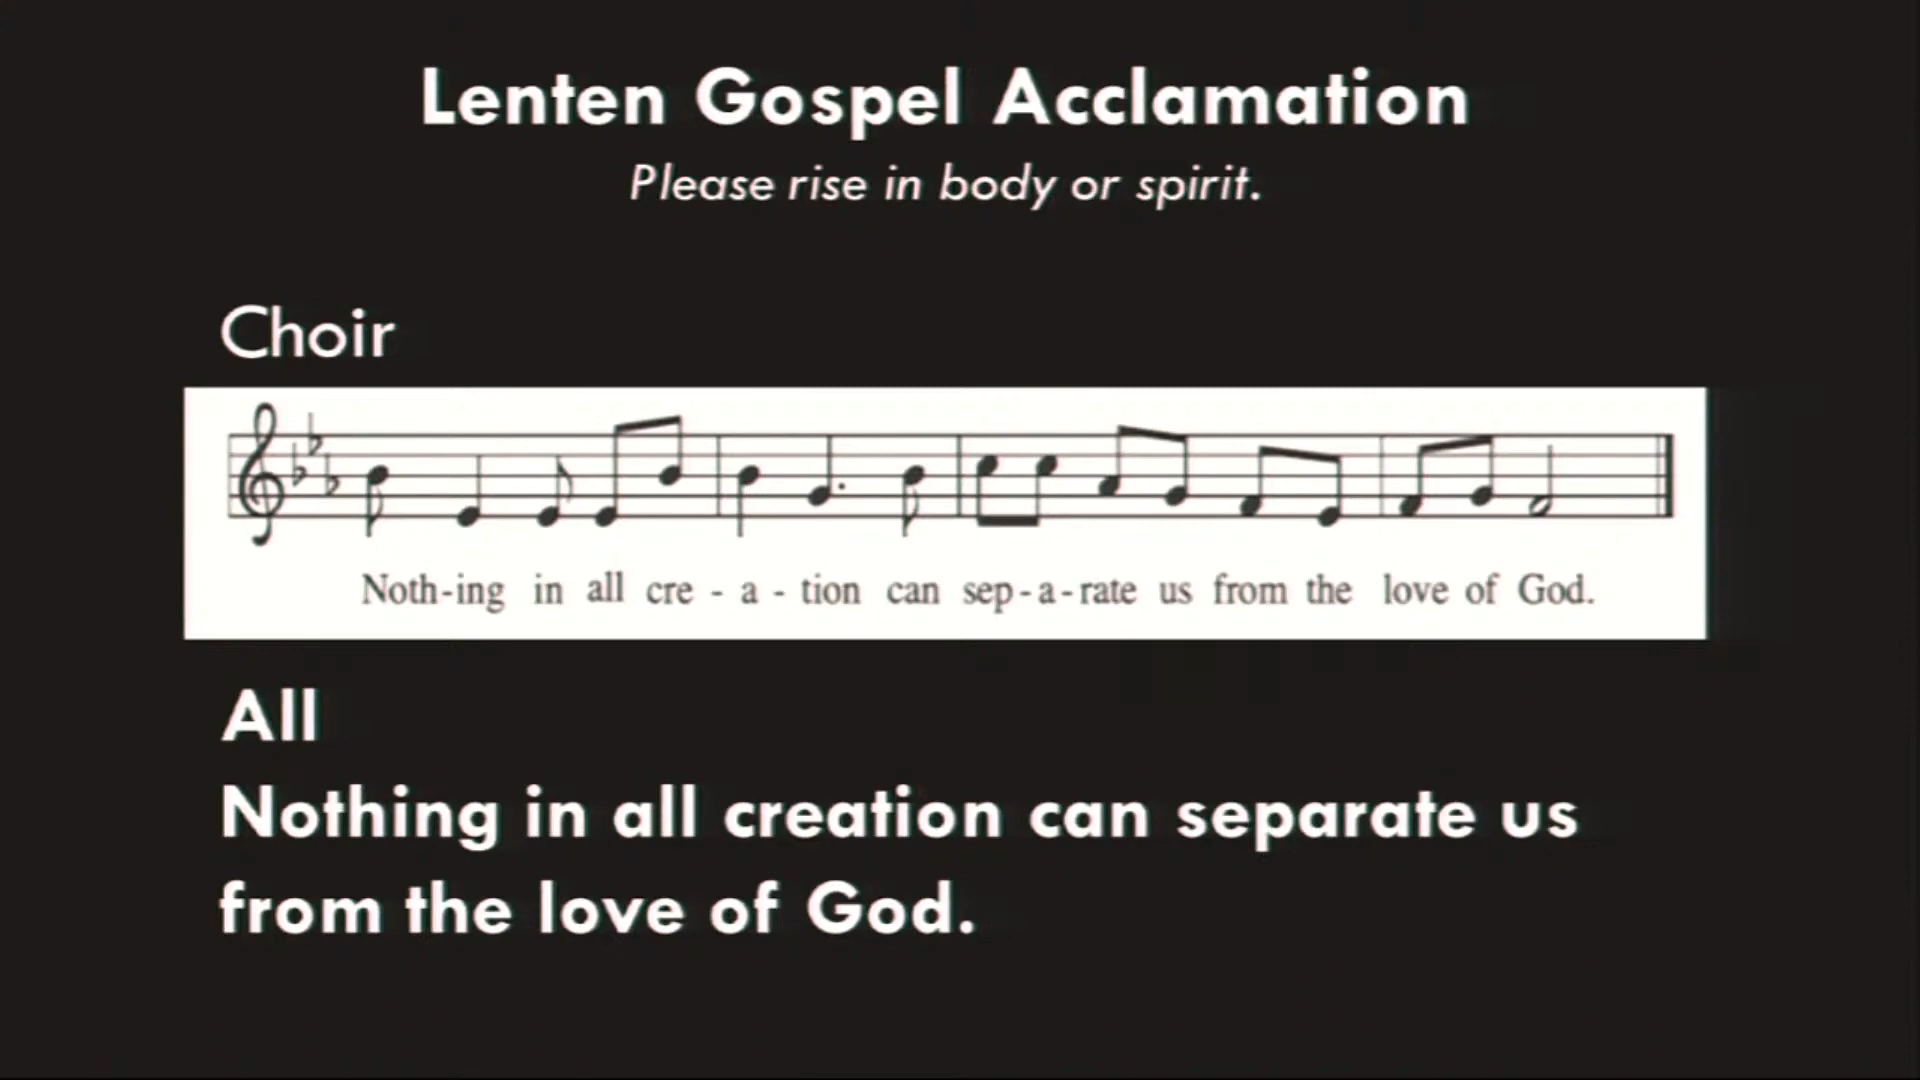 Lenten Gospel Acclamation
Please rise in body or spirit.
Choir
Noth-ing in all cre - a - tion can sep-a-rate us from the love of God.
All
Nothing in all creation can separate us
from the love of God.